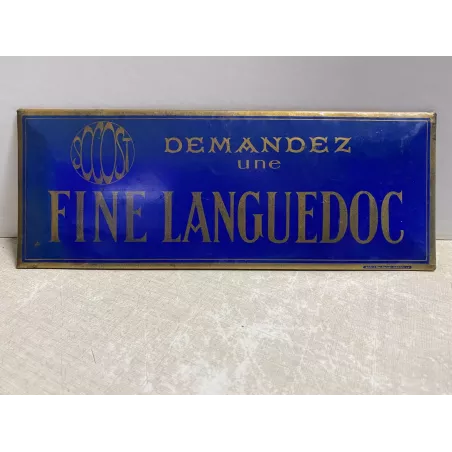 SOCOST
DEMANDEZ
une
FINE LANGUEDOC